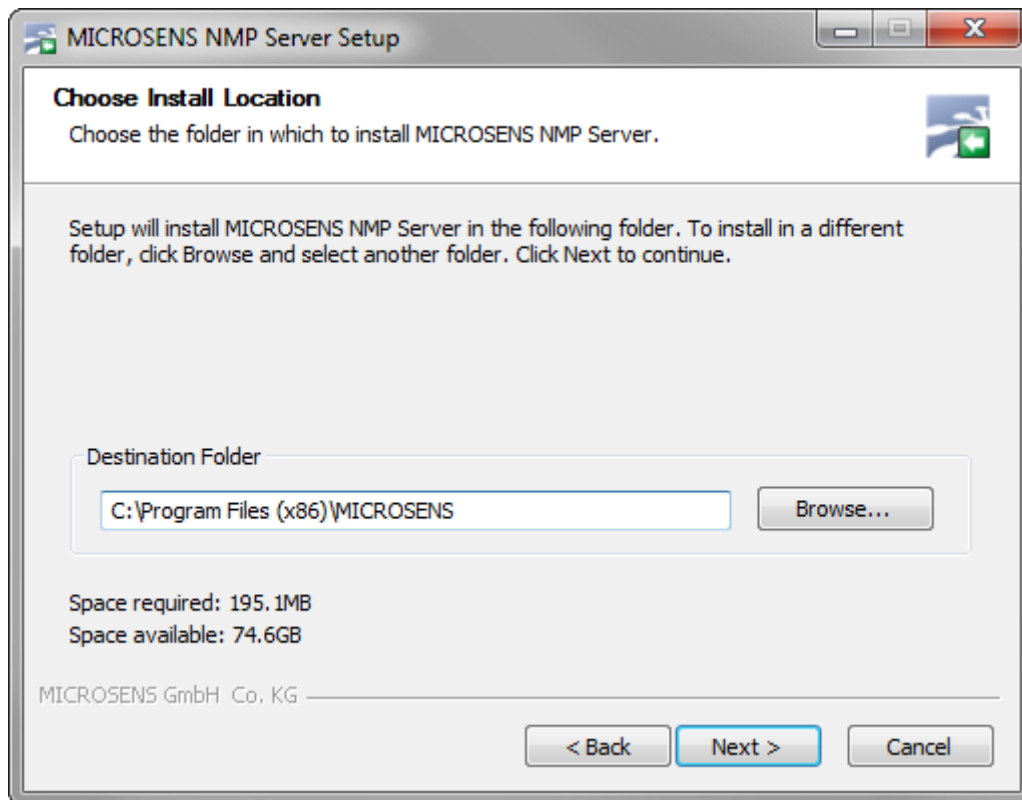 MICROSENS NMP Server Setup
Choose Install Location
Choose the folder in which to install MICROSENS NMP Server.
Setup will install MICROSENS NMP Server in the following folder. To install in a different
folder, click Browse and select another folder. Click Next to continue.
Destination Folder
C:\Program Files (x86)\MICROSENS
Browse...
Space required: 195.1MB
Space available: 74.6GB
MICROSENS GmbH Co. KG
< Back
Next >
Cancel